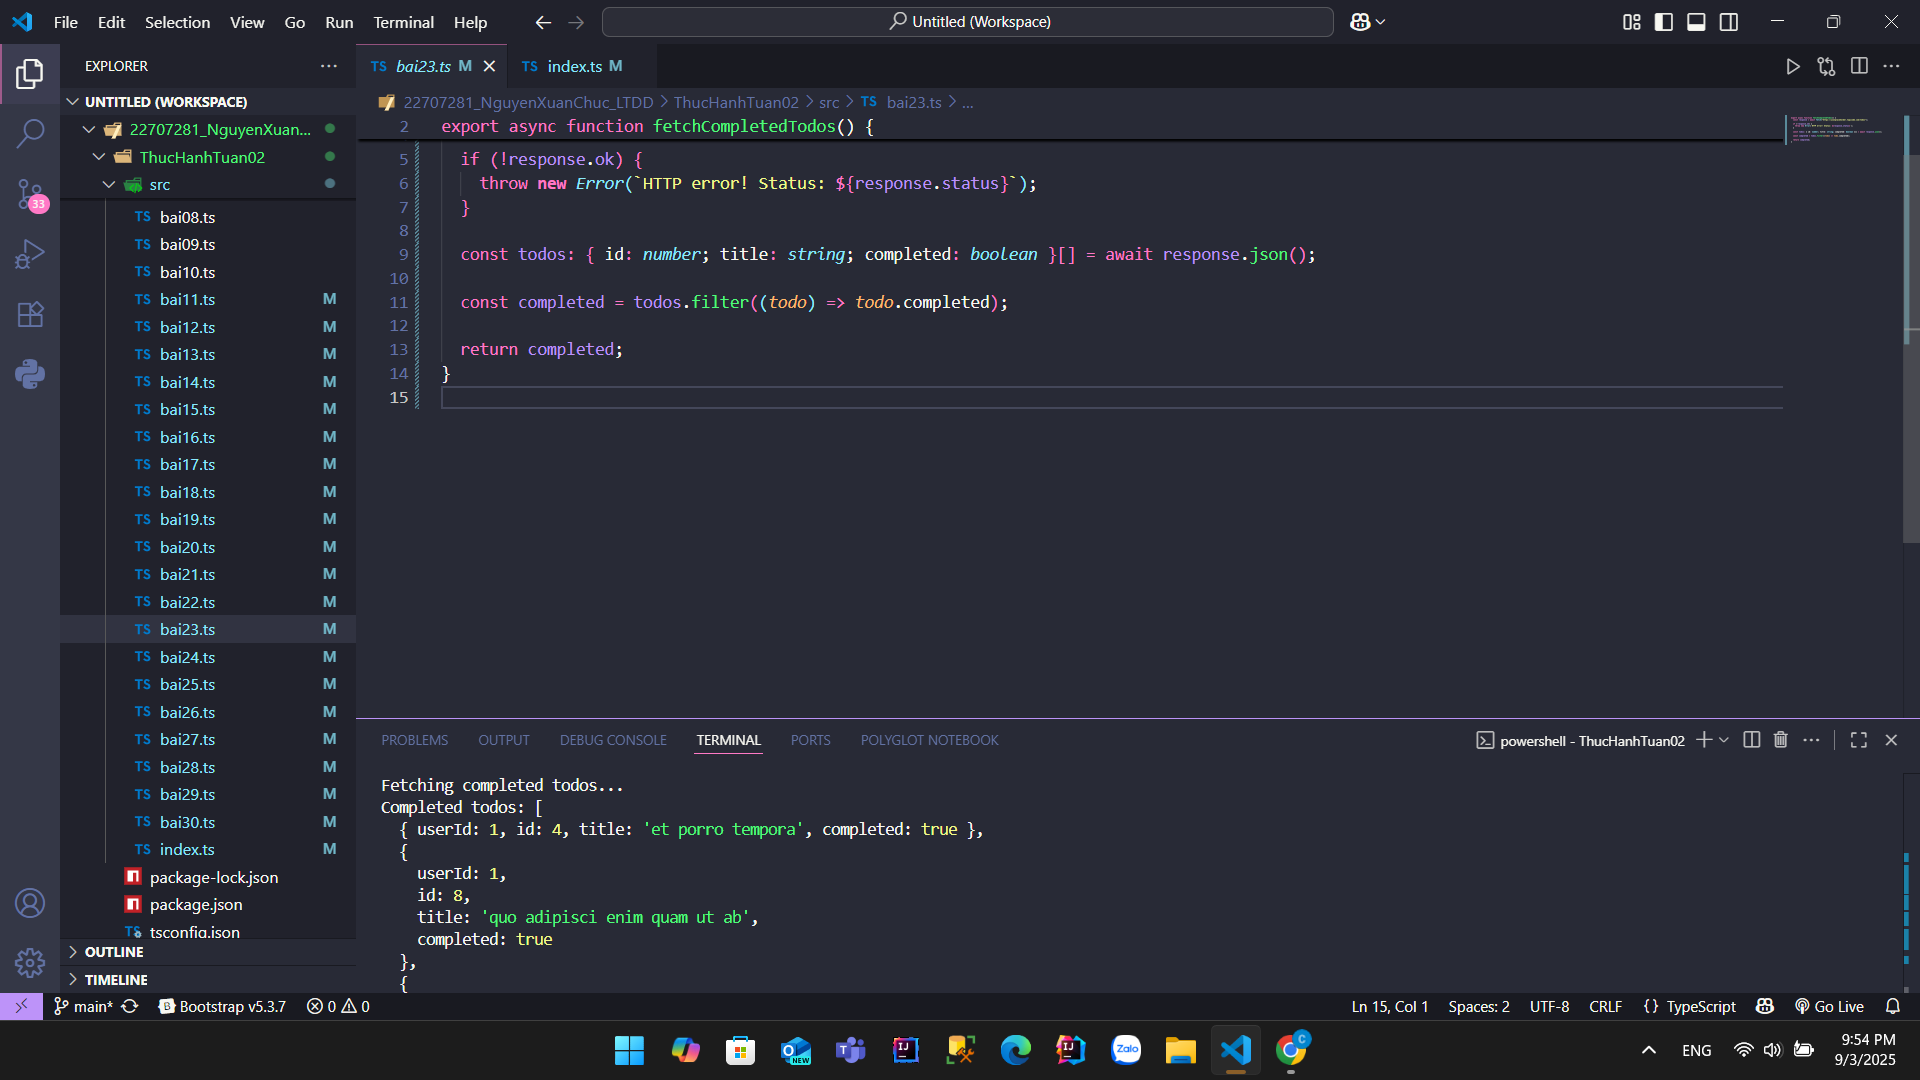 File Edit Selection View Go Run Terminal Help
Untitled (Workspace)
EXPLORER
UNTITLED (WORKSPACE)
22707281_NguyenXuan...
ThucHanhTuan02
src
TS bai08.ts
TS bai09.ts
TS bai10.ts
TS bai11.ts M
TS bai12.ts M
TS bai13.ts M
TS bai14.ts M
TS bai15.ts M
TS bai16.ts M
TS bai17.ts M
TS bai18.ts M
TS bai19.ts M
TS bai20.ts M
TS bai21.ts M
TS bai22.ts M
TS bai23.ts M
TS bai24.ts M
TS bai25.ts M
TS bai26.ts M
TS bai27.ts M
TS bai28.ts M
TS bai29.ts M
TS bai30.ts M
TS index.ts M
package-lock.json
package.json
TS tsconfig.json
OUTLINE
TIMELINE
33
TS bai23.ts M
TS index.ts M
22707281_NguyenXuanChuc_LTDD > ThucHanhTuan02 > src > TS bai23.ts > ...
2 export async function fetchCompletedTodos() {
5 if (!response.ok) {
6 throw new Error(`HTTP error! Status: ${response.status}`);
7 }
8
9 const todos: { id: number; title: string; completed: boolean }[] = await response.json();
10
11 const completed = todos.filter((todo) => todo.completed);
12
13 return completed;
14 }
15
PROBLEMS OUTPUT DEBUG CONSOLE TERMINAL PORTS POLYGLOT NOTEBOOK
powershell - ThucHanhTuan02
Fetching completed todos...
Completed todos: [
{ userId: 1, id: 4, title: 'et porro tempora', completed: true },
{
userId: 1,
id: 8,
title: 'quo adipisci enim quam ut ab',
completed: true
},
{
main* Bootstrap v5.3.7 0 0
Ln 15, Col 1 Spaces: 2 UTF-8 CRLF {} TypeScript Go Live
ENG
9:54 PM
9/3/2025